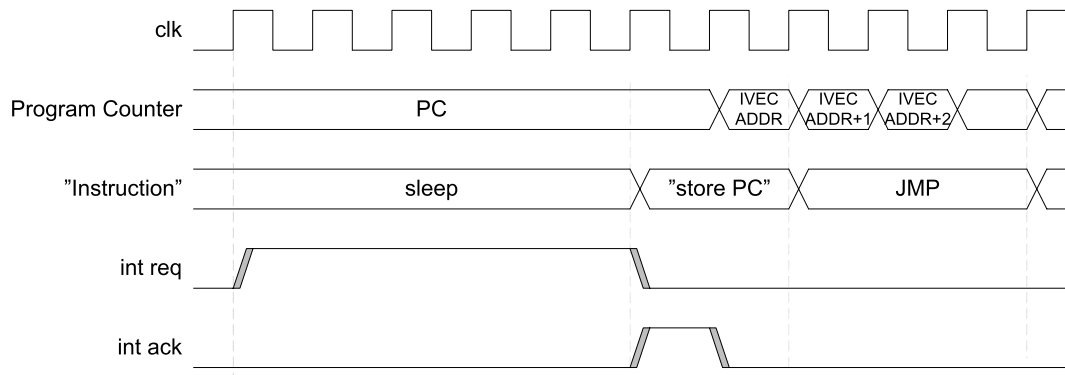 clk
Program Counter
PC
IVEC
ADDR
IVEC
ADDR+1
IVEC
ADDR+2
”Instruction”
sleep
”store PC”
JMP
int req
int ack